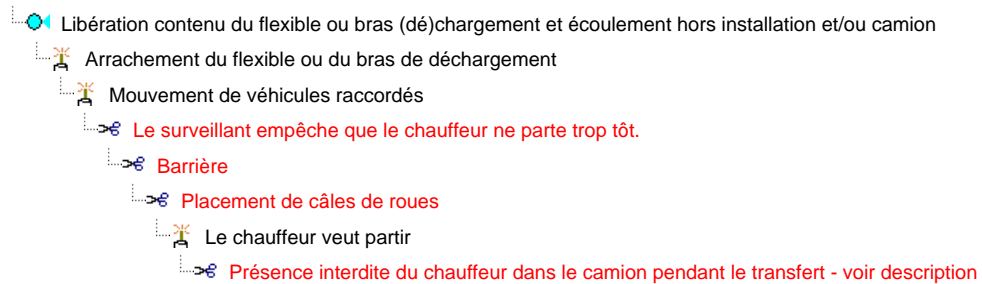 Libération contenu du flexible ou bras (dé)chargement et écoulement hors installation et/ou camion
Arrachement du flexible ou du bras de déchargement
Mouvement de véhicules raccordés
Le surveillant empêche que le chauffeur ne parte trop tôt.
Barrière
Placement de câles de roues
Le chauffeur veut partir
Présence interdite du chauffeur dans le camion pendant le transfert - voir description